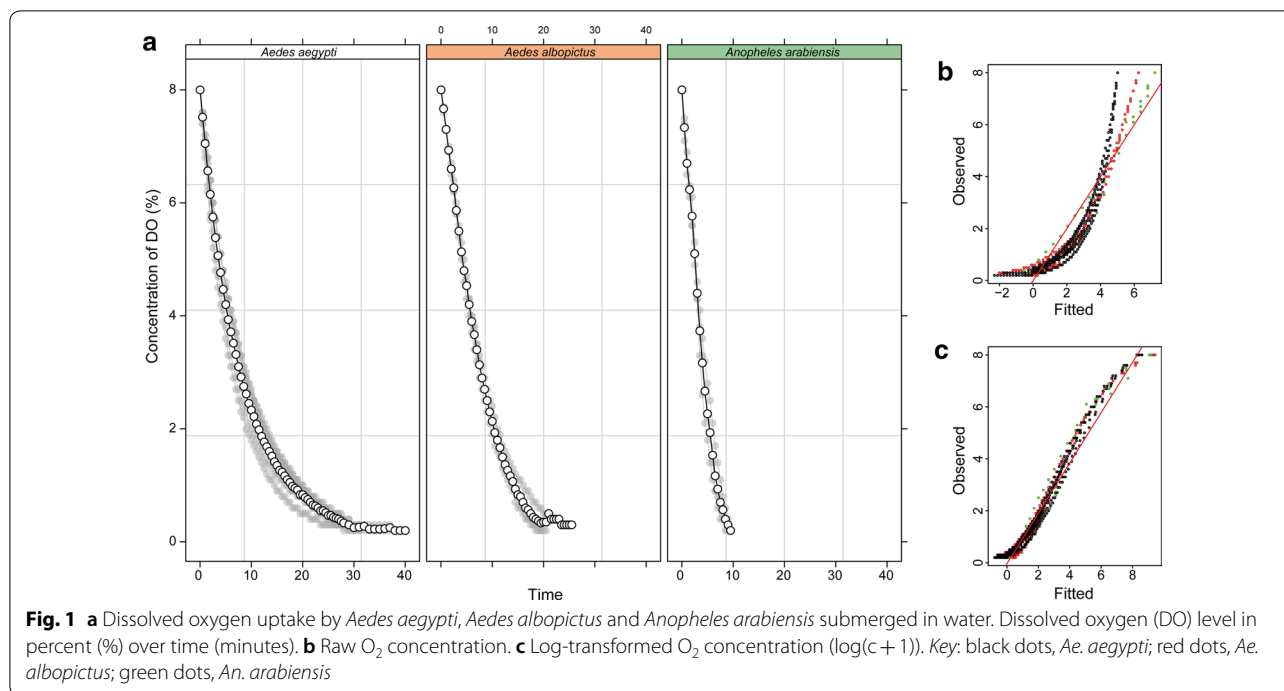 a
0 10 20 30 40
Aedes aegypti
Aedes albopictus
Anopheles arabiensis
8
6
4
2
0
Concentration of DO (%)
0 10 20 30 40
0 10 20 30 40
Time
b
8
6
4
2
0
Observed
−2 0 2 4 6
Fitted
c
8
6
4
2
0
Observed
0 2 4 6 8
Fitted
Fig. 1 a Dissolved oxygen uptake by Aedes aegypti, Aedes albopictus and Anopheles arabiensis submerged in water. Dissolved oxygen (DO) level in
percent (%) over time (minutes). b Raw O₂ concentration. c Log-transformed O₂ concentration (log(c + 1)). Key: black dots, Ae. aegypti; red dots, Ae.
albopictus; green dots, An. arabiensis